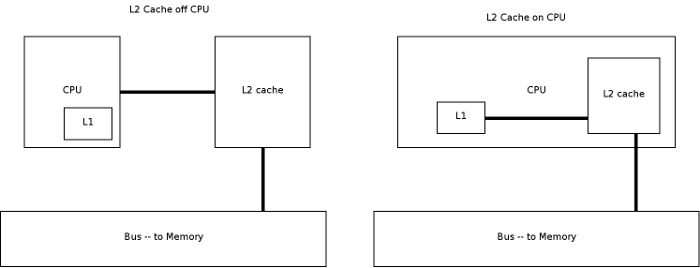 L2 Cache off CPU
CPU
L1
L2 cache
Bus -- to Memory
L2 Cache on CPU
CPU
L1
L2 cache
Bus -- to Memory